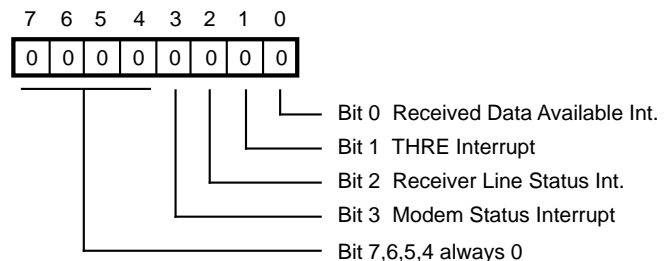 7 6 5 4 3 2 1 0
0 0 0 0 0 0 0 0
Bit 0 Received Data Available Int.
Bit 1 THRE Interrupt
Bit 2 Receiver Line Status Int.
Bit 3 Modem Status Interrupt
Bit 7,6,5,4 always 0